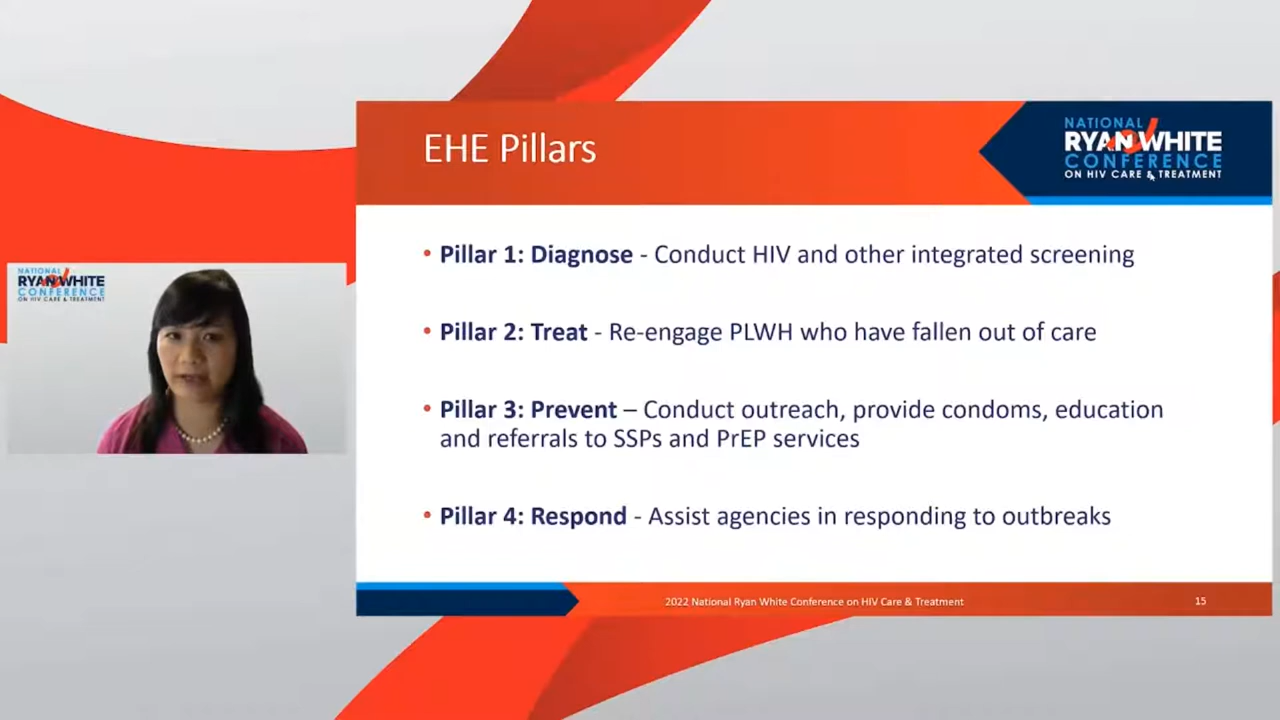 NATIONAL
RYAN WHITE
CONFERENCE
ON HIV CARE & TREATMENT
EHE Pillars
NATIONAL
RYAN WHITE
CONFERENCE
ON HIV CARE & TREATMENT
• Pillar 1: Diagnose - Conduct HIV and other integrated screening
• Pillar 2: Treat - Re-engage PLWH who have fallen out of care
• Pillar 3: Prevent – Conduct outreach, provide condoms, education
and referrals to SSPs and PrEP services
• Pillar 4: Respond - Assist agencies in responding to outbreaks
2022 National Ryan White Conference on HIV Care & Treatment
15